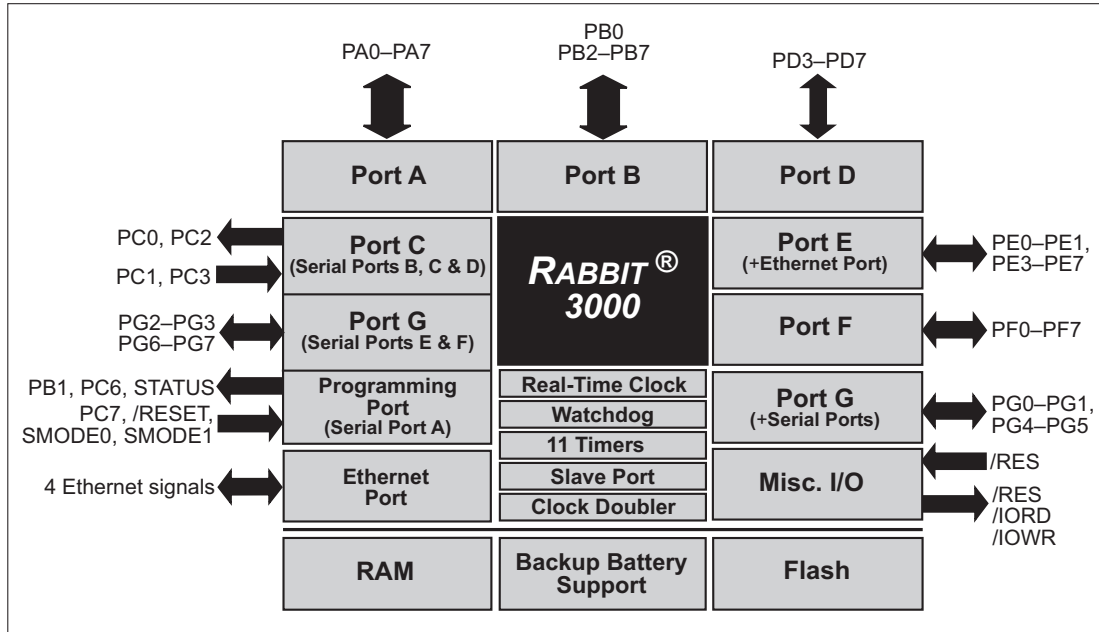 PA0–PA7
PB0
PB2–PB7
PD3–PD7
Port A
Port B
Port D
PC0, PC2
PC1, PC3
Port C
(Serial Ports B, C & D)
RABBIT ®
3000
Port E
(+Ethernet Port)
PE0–PE1,
PE3–PE7
PG2–PG3
PG6–PG7
Port G
(Serial Ports E & F)
Port F
PF0–PF7
PB1, PC6, STATUS
PC7, /RESET,
SMODE0, SMODE1
Programming
Port
(Serial Port A)
Real-Time Clock
Watchdog
11 Timers
Slave Port
Clock Doubler
Port G
(+Serial Ports)
PG0–PG1,
PG4–PG5
4 Ethernet signals
Ethernet
Port
Misc. I/O
/RES
/RES
/IORD
/IOWR
RAM
Backup Battery
Support
Flash